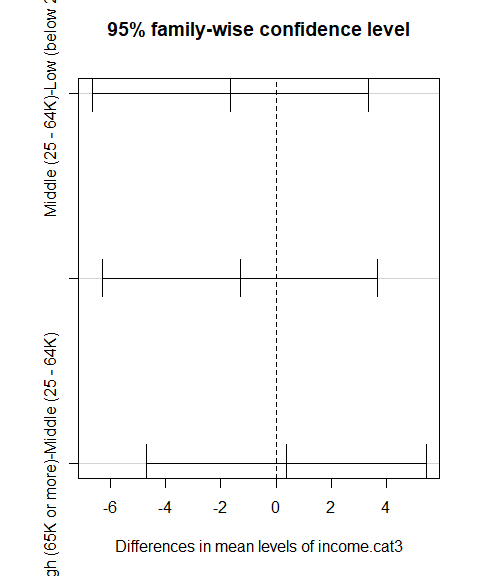 95% family-wise confidence level
Middle (25 - 64K)-Low (below 2
gh (65K or more)-Middle (25 - 64K)
-6 -4 -2 0 2 4
Differences in mean levels of income.cat3